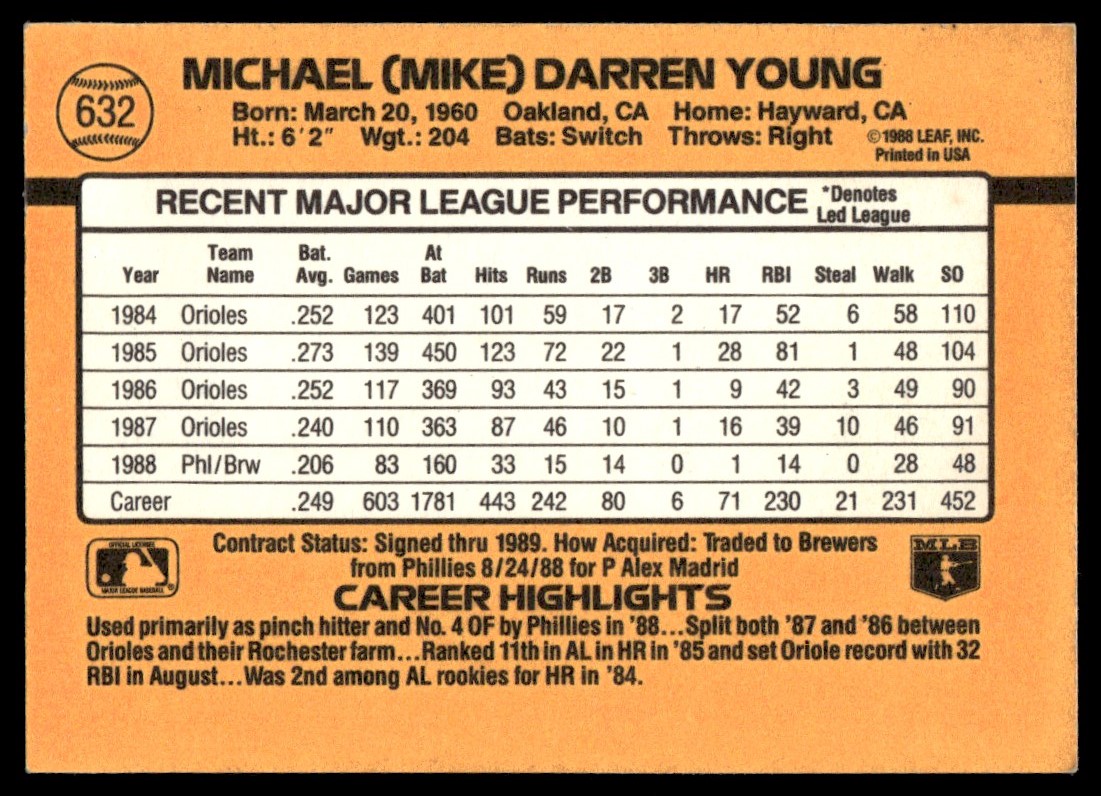 632
MICHAEL (MIKE) DARREN YOUNG
Born: March 20, 1960 Oakland, CA Home: Hayward, CA
Ht.: 6'2" Wgt.: 204 Bats: Switch Throws: Right ©1988 LEAF, INC.
Printed in USA
RECENT MAJOR LEAGUE PERFORMANCE *Denotes Led League
Year Team Name Bat. Avg. Games At Bat Hits Runs 2B 3B HR RBI Steal Walk SO
1984 Orioles .252 123 401 101 59 17 2 17 52 6 58 110
1985 Orioles .273 139 450 123 72 22 1 28 81 1 48 104
1986 Orioles .252 117 369 93 43 15 1 9 42 3 49 90
1987 Orioles .240 110 363 87 46 10 1 16 39 10 46 91
1988 Phl/Brw .206 83 160 33 15 14 0 1 14 0 28 48
Career .249 603 1781 443 242 80 6 71 230 21 231 452
OFFICIAL LICENSEE
MAJOR LEAGUE BASEBALL
Contract Status: Signed thru 1989. How Acquired: Traded to Brewers
from Phillies 8/24/88 for P Alex Madrid
MLB
CAREER HIGHLIGHTS
Used primarily as pinch hitter and No. 4 OF by Phillies in '88...Split both '87 and '86 between
Orioles and their Rochester farm...Ranked 11th in AL in HR in '85 and set Oriole record with 32
RBI in August...Was 2nd among AL rookies for HR in '84.